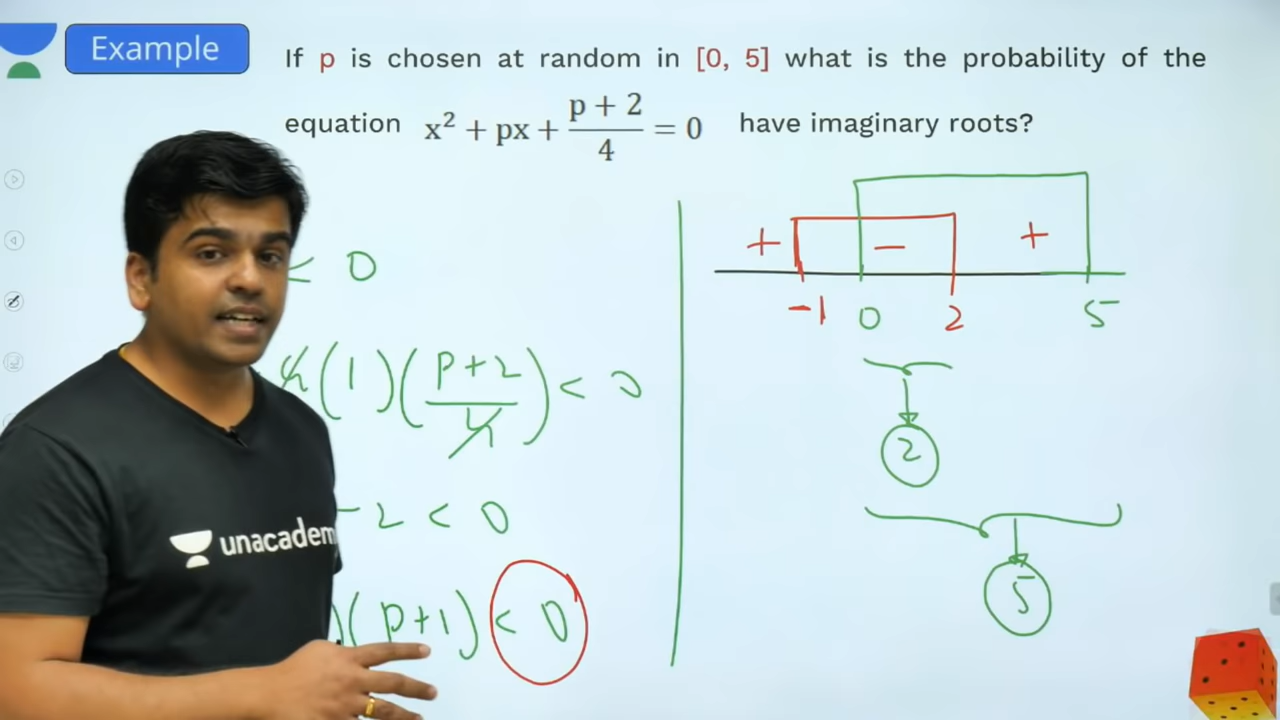 Example
If p is chosen at random in [0, 5] what is the probability of the
equation x² + px + (p + 2)/4 = 0 have imaginary roots?
< 0
4(1)((p+2)/4) < 0
-2 < 0
)(p+1) < 0
+ - +
-1 0 2 5
2
5
unacadem